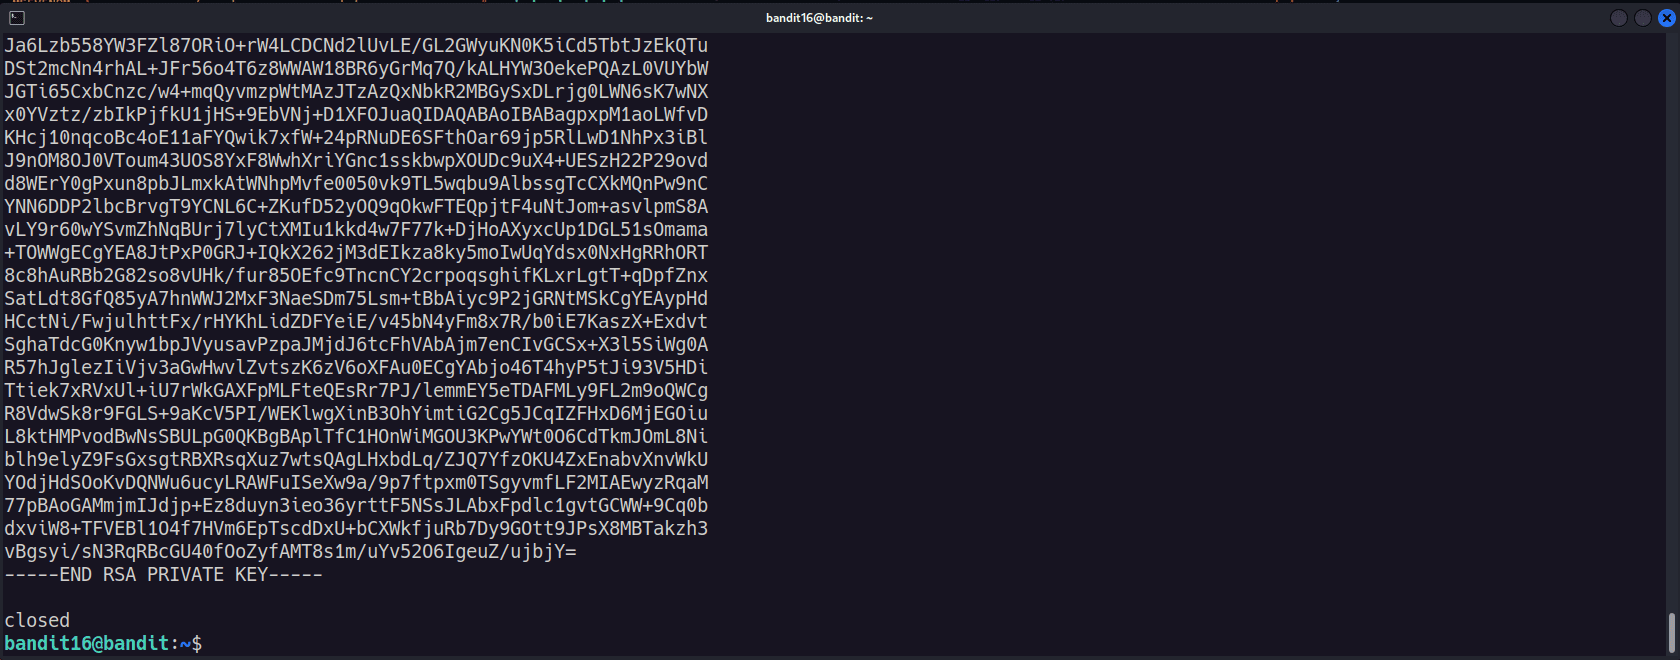 bandit16@bandit: ~
Ja6Lzb558YW3FZl87ORiO+rW4LCDCNd2lUvLE/GL2GWyuKN0K5iCd5TbtJzEkQTu
DSt2mcNn4rhAL+JFr56o4T6z8WWAW18BR6yGrMq7Q/kALHYW3OekePQAzL0VUYbW
JGTi65CxbCnzc/w4+mqQyvmzpWtMAzJTzAzQxNbkR2MBGySxDLrjg0LWN6sK7wNX
x0YVztz/zbIkPjfkU1jHS+9EbVNj+D1XFOJuaQIDAQABAoIBABagpxpM1aoLWfvD
KHcj10nqcoBc4oE11aFYQwik7xfW+24pRNuDE6SFthOar69jp5RlLwD1NhPx3iBl
J9nOM8OJ0VToum43UOS8YxF8WwhXriYGnc1sskbwpXOUDc9uX4+UESzH22P29ovd
d8WErY0gPxun8pbJLmxkAtWNhpMvfe0050vk9TL5wqbu9AlbssgTcCXkMQnPw9nC
YNN6DDP2lbcBrvgT9YCNL6C+ZKufD52yOQ9qOkwFTEQpjtF4uNtJom+asvlpmS8A
vLY9r60wYSvmZhNqBUrj7lyCtXMIu1kkd4w7F77k+DjHoAXyxcUp1DGL51sOmama
+TOWWgECgYEA8JtPxP0GRJ+IQkX262jM3dEIkza8ky5moIwUqYdsx0NxHgRRhORT
8c8hAuRBb2G82so8vUHk/fur85OEfc9TncnCY2crpoqsghifKLxrLgtT+qDpfZnx
SatLdt8GfQ85yA7hnWWJ2MxF3NaeSDm75Lsm+tBbAiyc9P2jGRNtMSkCgYEAypHd
HCctNi/FwjulhttFx/rHYKhLidZDFYeiE/v45bN4yFm8x7R/b0iE7KaszX+Exdvt
SghaTdcG0Knyw1bpJVyusavPzpaJMjdJ6tcFhVAbAjm7enCIvGCSx+X3l5SiWg0A
R57hJglezIiVjv3aGwHwvlZvtszK6zV6oXFAu0ECgYAbjo46T4hyP5tJi93V5HDi
Ttiek7xRVxUl+iU7rWkGAXFpMLFteQEsRr7PJ/lemmEY5eTDAFMLy9FL2m9oQWCg
R8VdwSk8r9FGLS+9aKcV5PI/WEKlwgXinB3OhYimtiG2Cg5JCqIZFHxD6MjEGOiu
L8ktHMPvodBwNsSBULpG0QKBgBAplTfC1HOnWiMGOU3KPwYWt0O6CdTkmJOmL8Ni
blh9elyZ9FsGxsgtRBXRsqXuz7wtsQAgLHxbdLq/ZJQ7YfzOKU4ZxEnabvXnvWkU
YOdjHdSOoKvDQNWu6ucyLRAWFuISeXw9a/9p7ftpxm0TSgyvmfLF2MIAEwyzRqaM
77pBAoGAMmjmIJdjp+Ez8duyn3ieo36yrttF5NSsJLAbxFpdlc1gvtGCWW+9Cq0b
dxviW8+TFVEBl1O4f7HVm6EpTscdDxU+bCXWkfjuRb7Dy9GOtt9JPsX8MBTakzh3
vBgsyi/sN3RqRBcGU40fOoZyfAMT8s1m/uYv52O6IgeuZ/ujbjY=
-----END RSA PRIVATE KEY-----
closed
bandit16@bandit:~$